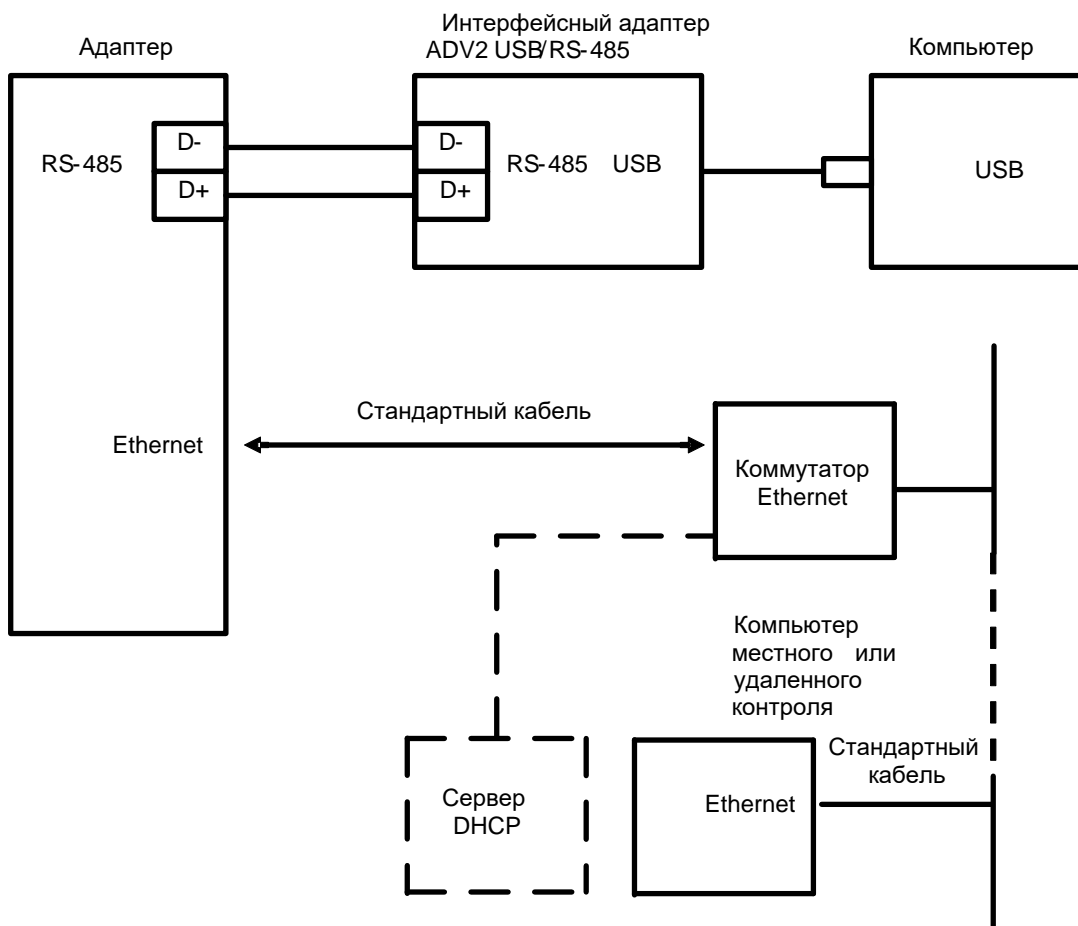 Адаптер
Интерфейсный адаптер
ADV2 USB/RS-485
Компьютер
D-
D+
RS-485
D-
D+
RS-485 USB
USB
Стандартный кабель
Ethernet
Коммутатор
Ethernet
Компьютер
местного или
удаленного
контроля
Стандартный
кабель
Сервер
DHCP
Ethernet